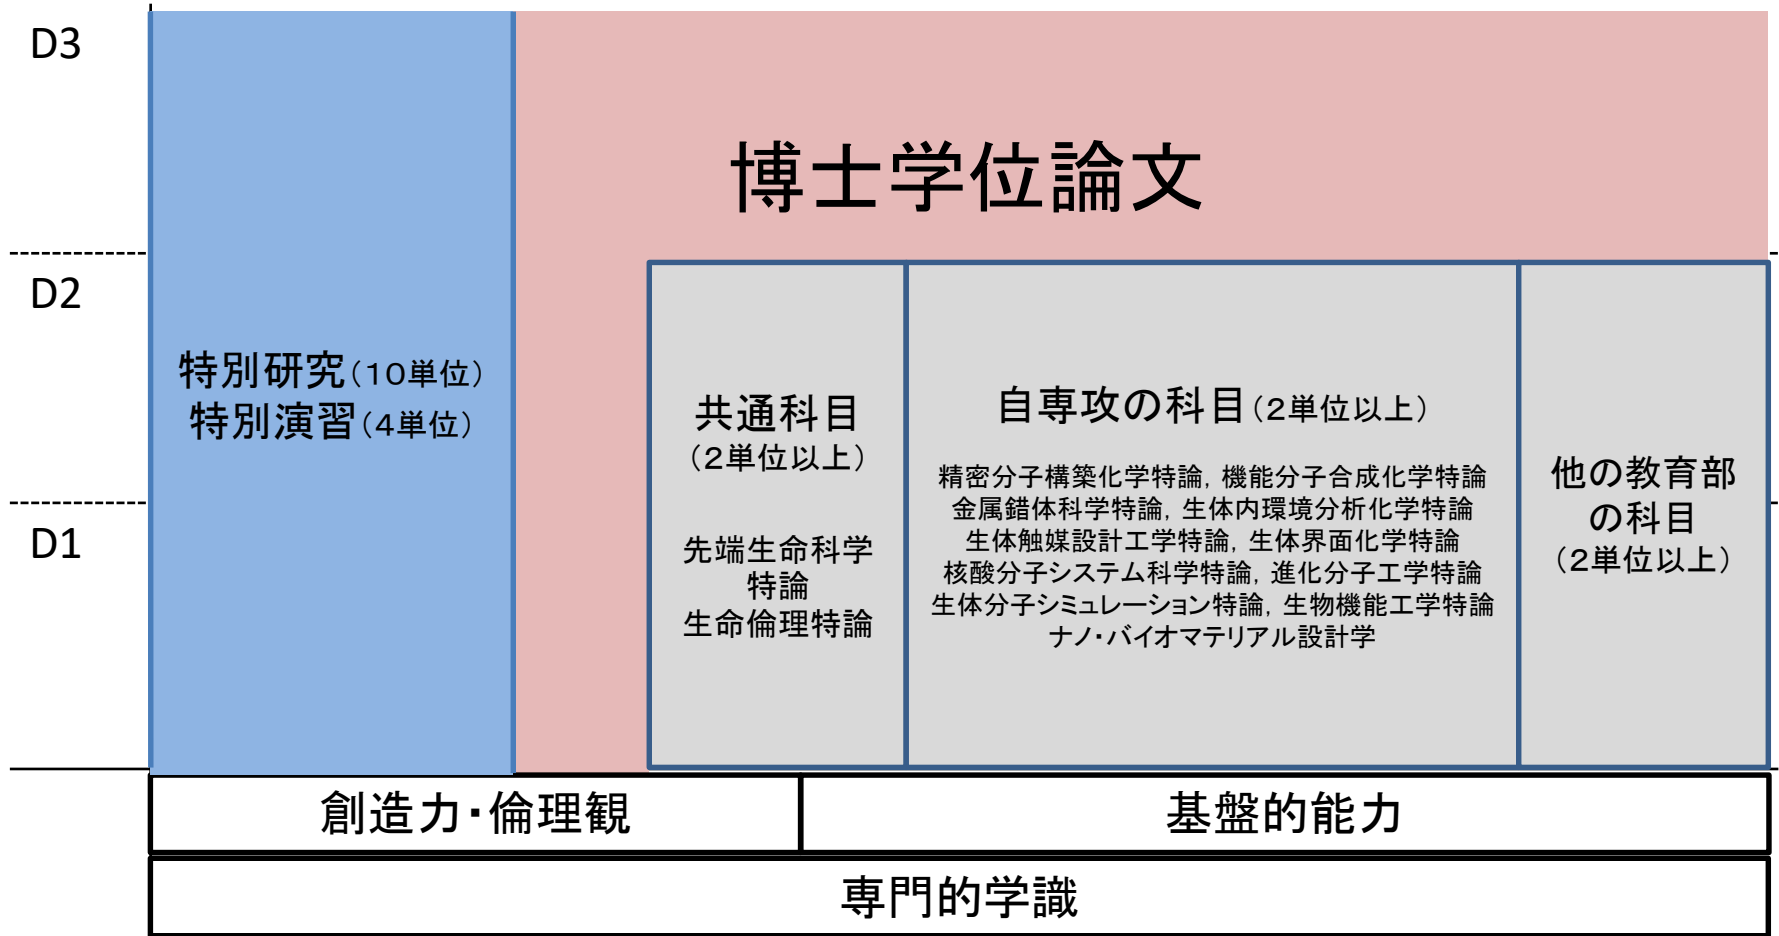 D3
博士学位論文
D2
特別研究(10単位)
特別演習(4単位)
共通科目
(2単位以上)
先端生命科学
特論
生命倫理特論
自専攻の科目(2単位以上)
精密分子構築化学特論, 機能分子合成化学特論
金属錯体科学特論, 生体内環境分析化学特論
生体触媒設計工学特論, 生体界面化学特論
核酸分子システム科学特論, 進化分子工学特論
生体分子シミュレーション特論, 生物機能工学特論
ナノ・バイオマテリアル設計学
他の教育部
の科目
(2単位以上)
D1
創造力・倫理観
基盤的能力
専門的学識